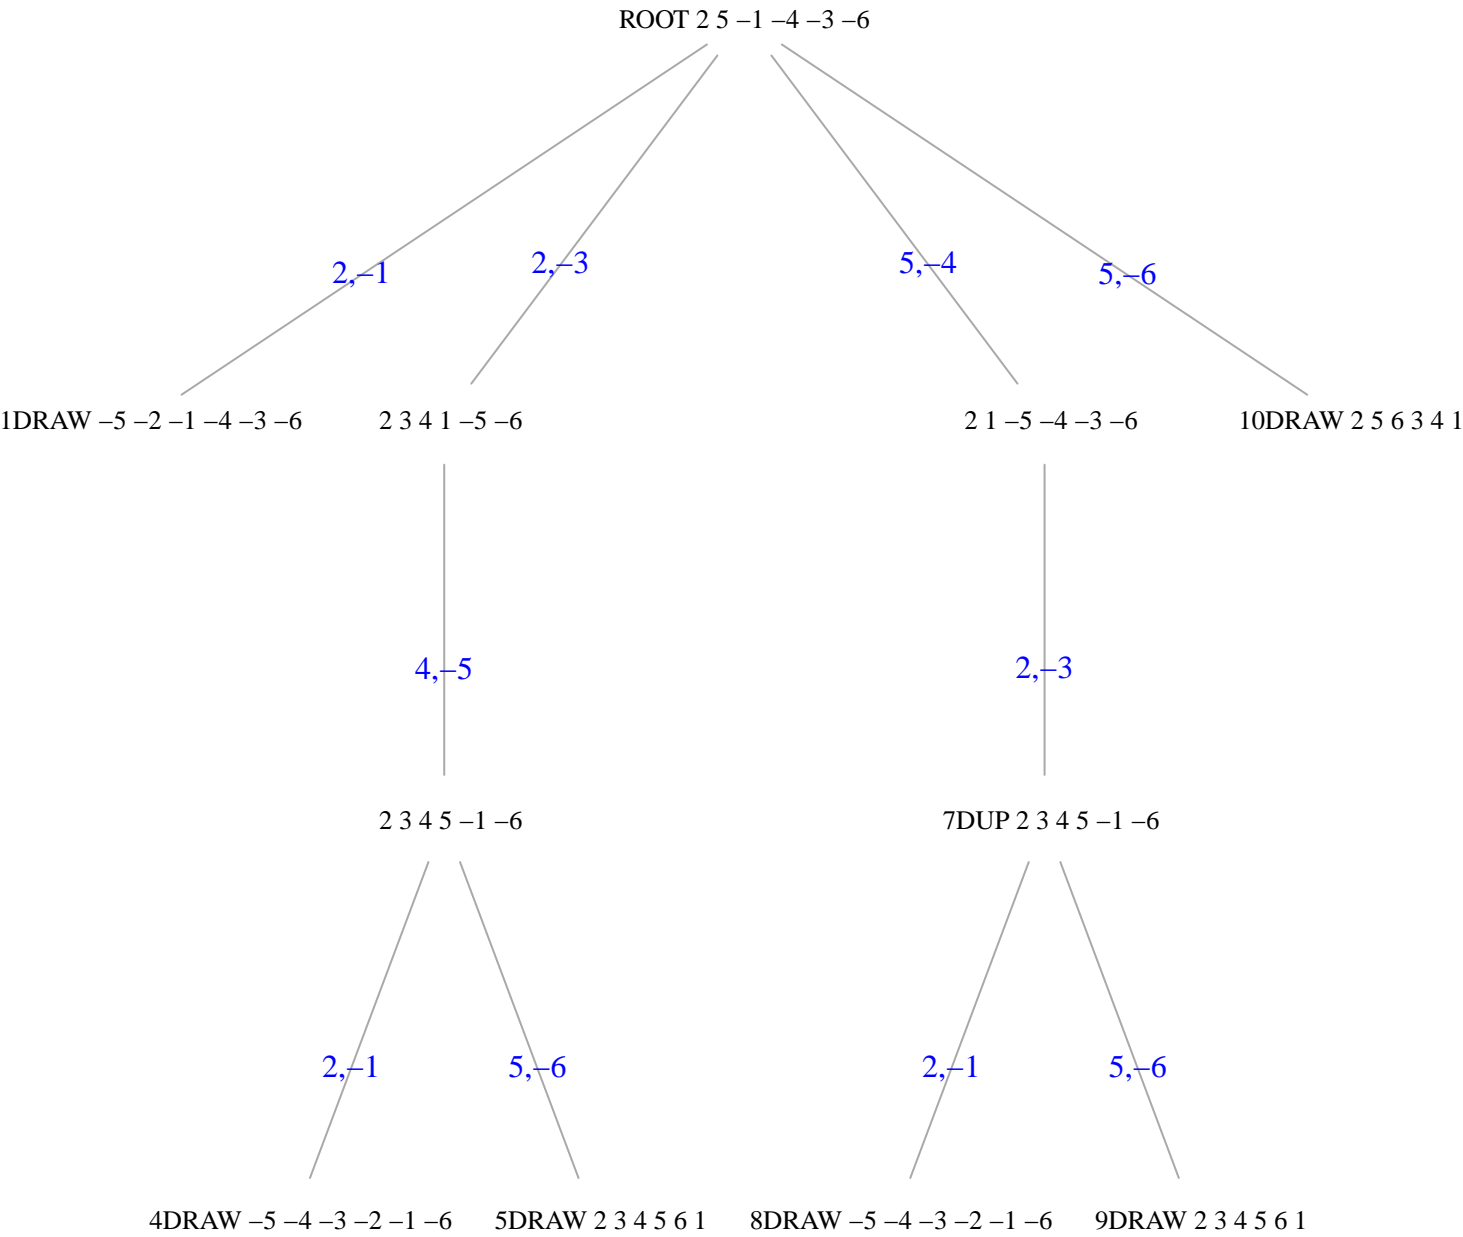 ROOT 2 5 –1 –4 –3 –6
2,–1
2,–3
5,–4
5,–6
1DRAW –5 –2 –1 –4 –3 –6
2 3 4 1 –5 –6
2 1 –5 –4 –3 –6
10DRAW 2 5 6 3 4 1
4,–5
2,–3
2 3 4 5 –1 –6
7DUP 2 3 4 5 –1 –6
2,–1
5,–6
2,–1
5,–6
4DRAW –5 –4 –3 –2 –1 –6
5DRAW 2 3 4 5 6 1
8DRAW –5 –4 –3 –2 –1 –6
9DRAW 2 3 4 5 6 1